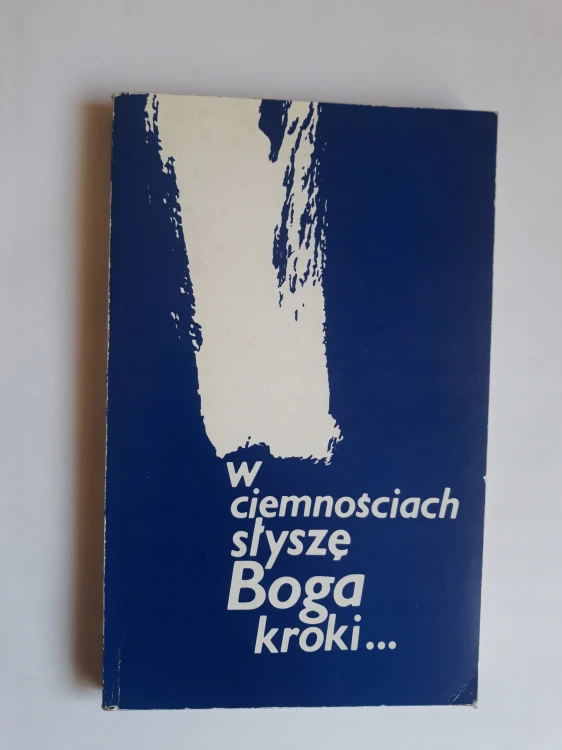 w
ciemnościach
słyszę
Boga
kroki...